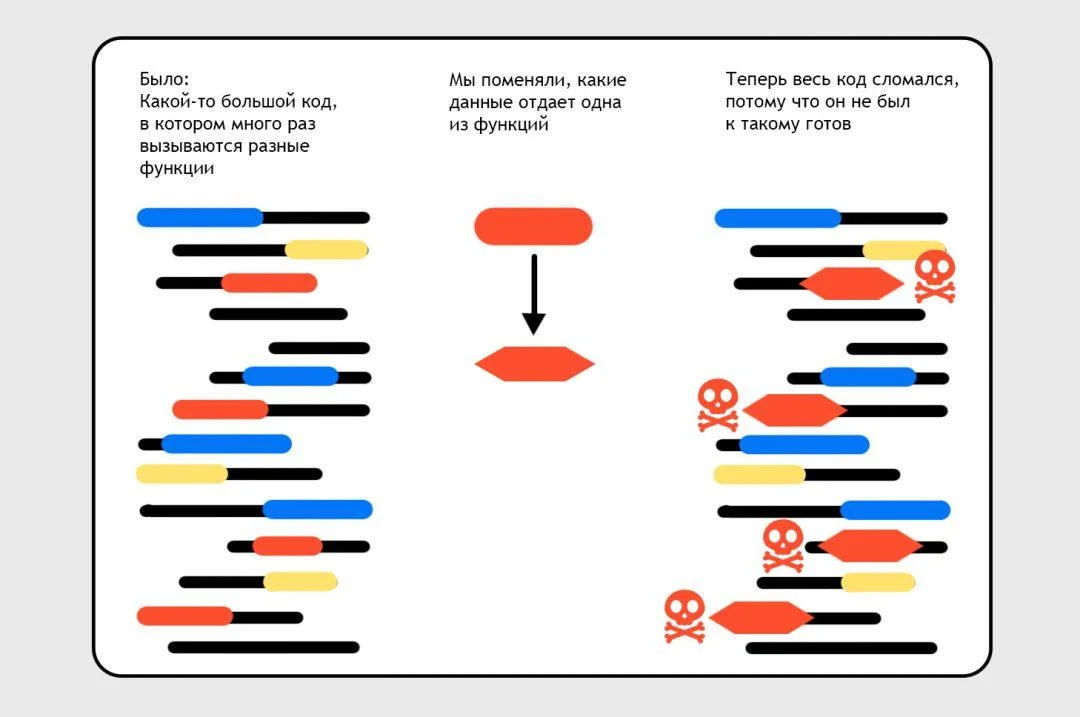 Было:
Какой-то большой код,
в котором много раз
вызываются разные
функции
Мы поменяли, какие
данные отдает одна
из функций
Теперь весь код сломался,
потому что он не был
к такому готов